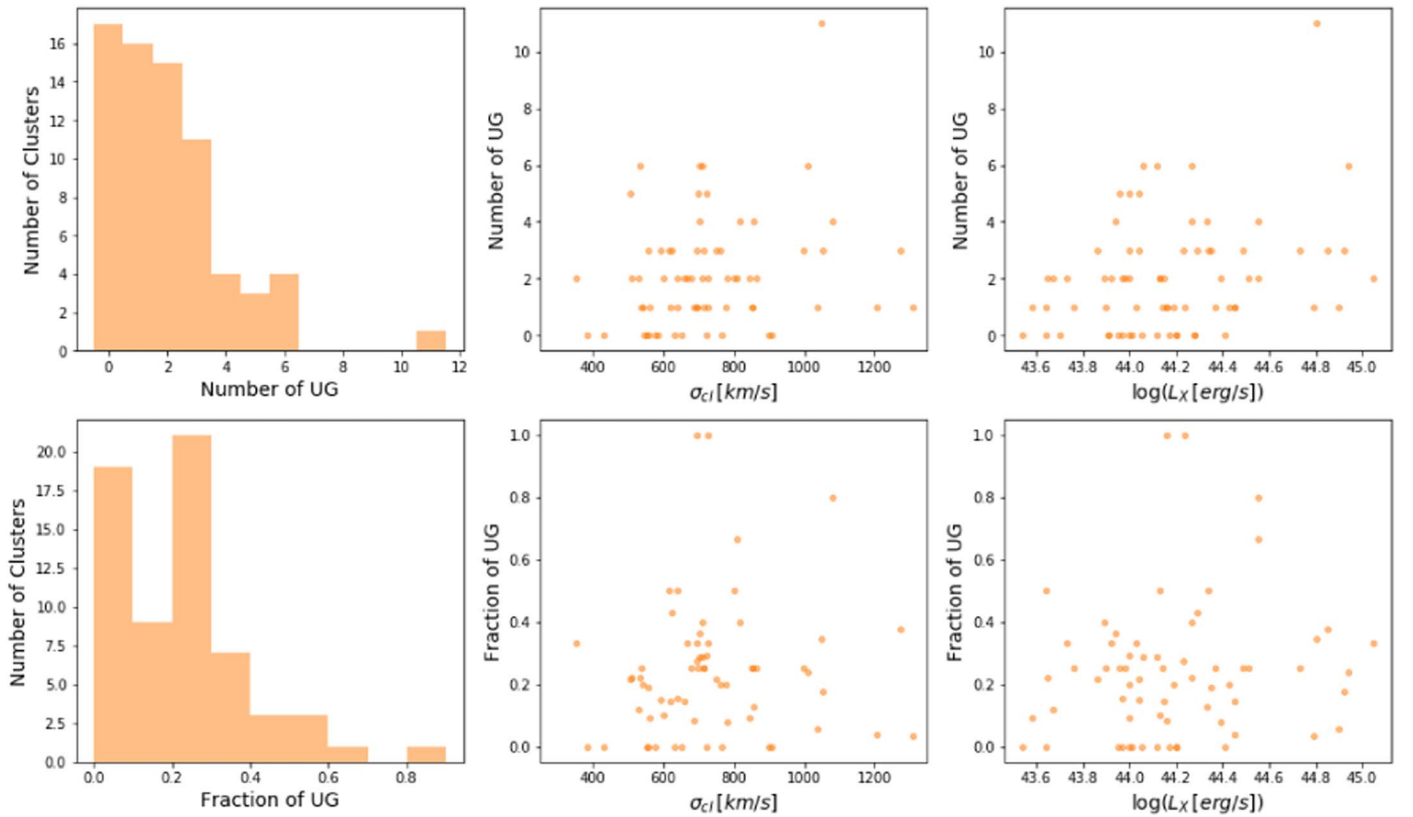 16
14
12
10
8
6
4
2
0
Number of Clusters
0 2 4 6 8 10 12
Number of UG
10
8
6
4
2
0
Number of UG
400 600 800 1000 1200
σcl [km/s]
10
8
6
4
2
0
Number of UG
43.6 43.8 44.0 44.2 44.4 44.6 44.8 45.0
log(LX [erg/s])
20.0
17.5
15.0
12.5
10.0
7.5
5.0
2.5
0.0
Number of Clusters
0.0 0.2 0.4 0.6 0.8
Fraction of UG
1.0
0.8
0.6
0.4
0.2
0.0
Fraction of UG
400 600 800 1000 1200
σcl [km/s]
1.0
0.8
0.6
0.4
0.2
0.0
Fraction of UG
43.6 43.8 44.0 44.2 44.4 44.6 44.8 45.0
log(LX [erg/s])